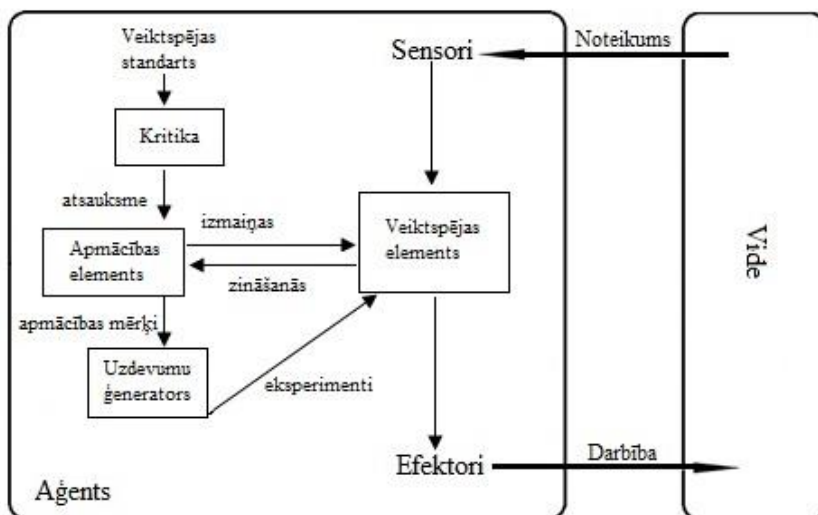 Veiktspējas
standarts
Sensori
Noteikums
Kritika
atsauksme
izmaiņas
Veiktspējas
elements
Apmācības
elements
zināšanās
Vide
apmācības mērķi
Uzdevumu
ģenerators
eksperimenti
Efektori
Darbība
Aģents